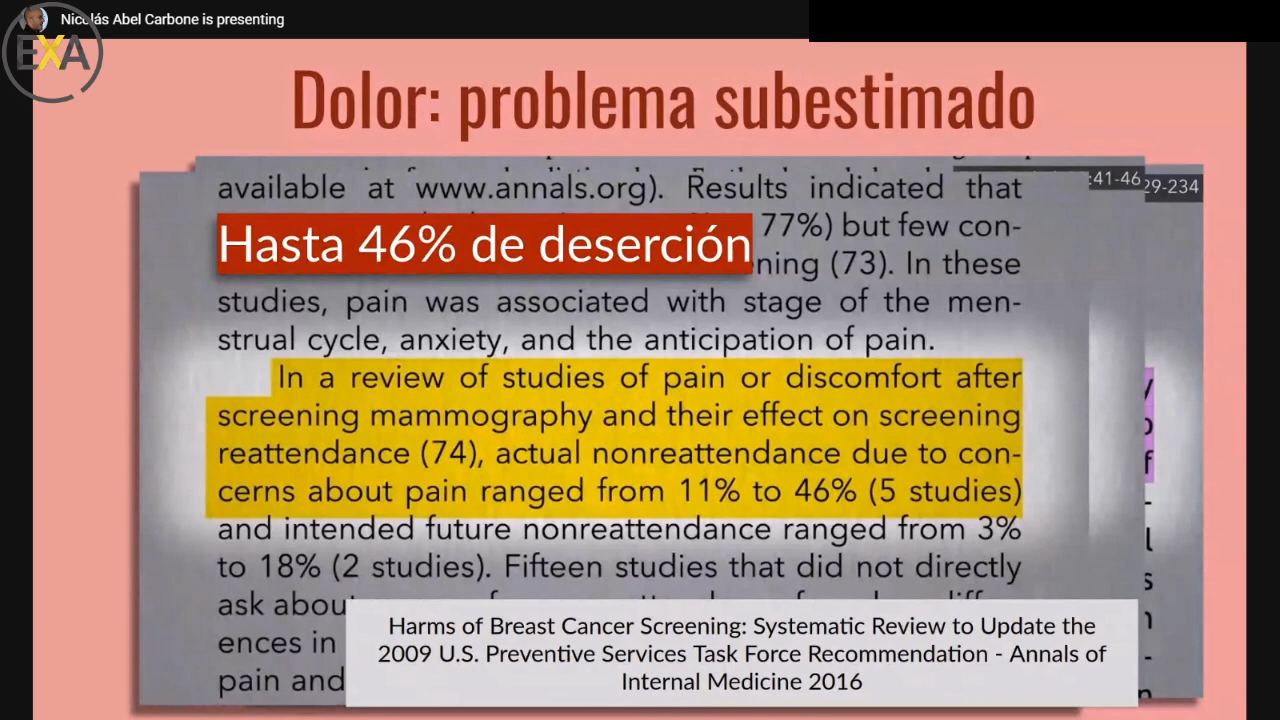 Nicolás Abel Carbone is presenting
EXA
Dolor: problema subestimado
available at www.annals.org). Results indicated that
:41-46
29-234
Hasta 46% de deserción
77%) but few con-
ning (73). In these
studies, pain was associated with stage of the men-
strual cycle, anxiety, and the anticipation of pain.
In a review of studies of pain or discomfort after
screening mammography and their effect on screening
reattendance (74), actual nonreattendance due to con-
cerns about pain ranged from 11% to 46% (5 studies)
and intended future nonreattendance ranged from 3%
to 18% (2 studies). Fifteen studies that did not directly
ask about
ences in
pain and
Harms of Breast Cancer Screening: Systematic Review to Update the
2009 U.S. Preventive Services Task Force Recommendation - Annals of
Internal Medicine 2016